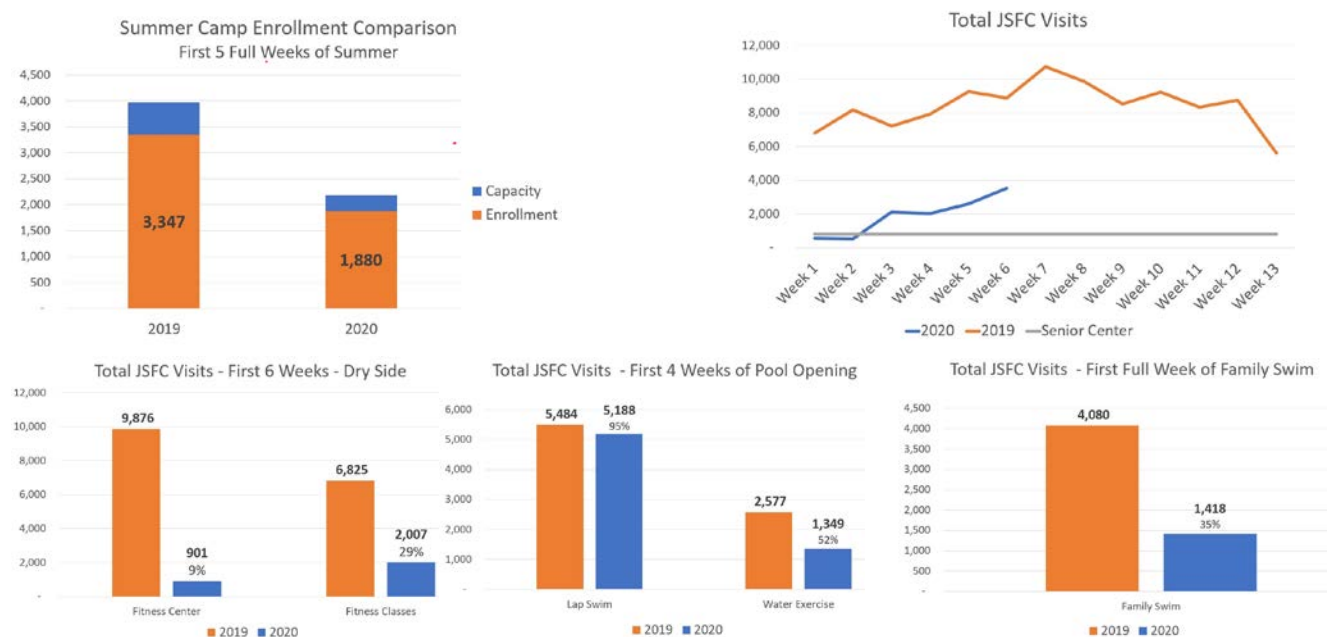 Summer Camp Enrollment Comparison
First 5 Full Weeks of Summer
4,500
4,000
3,500
3,000
2,500
2,000
1,500
1,000
500
-
3,347
1,880
2019
2020
Capacity
Enrollment
Total JSFC Visits
12,000
10,000
8,000
6,000
4,000
2,000
-
Week 1
Week 2
Week 3
Week 4
Week 5
Week 6
Week 7
Week 8
Week 9
Week 10
Week 11
Week 12
Week 13
2020 2019 Senior Center
Total JSFC Visits - First 6 Weeks - Dry Side
12,000
10,000
8,000
6,000
4,000
2,000
-
9,876
901
9%
6,825
2,007
29%
Fitness Center
Fitness Classes
2019 2020
Total JSFC Visits - First 4 Weeks of Pool Opening
6,000
5,000
4,000
3,000
2,000
1,000
-
5,484
5,188
95%
2,577
1,349
52%
Lap Swim
Water Exercise
2019 2020
Total JSFC Visits - First Full Week of Family Swim
4,500
4,000
3,500
3,000
2,500
2,000
1,500
1,000
500
-
4,080
1,418
35%
Family Swim
2019 2020